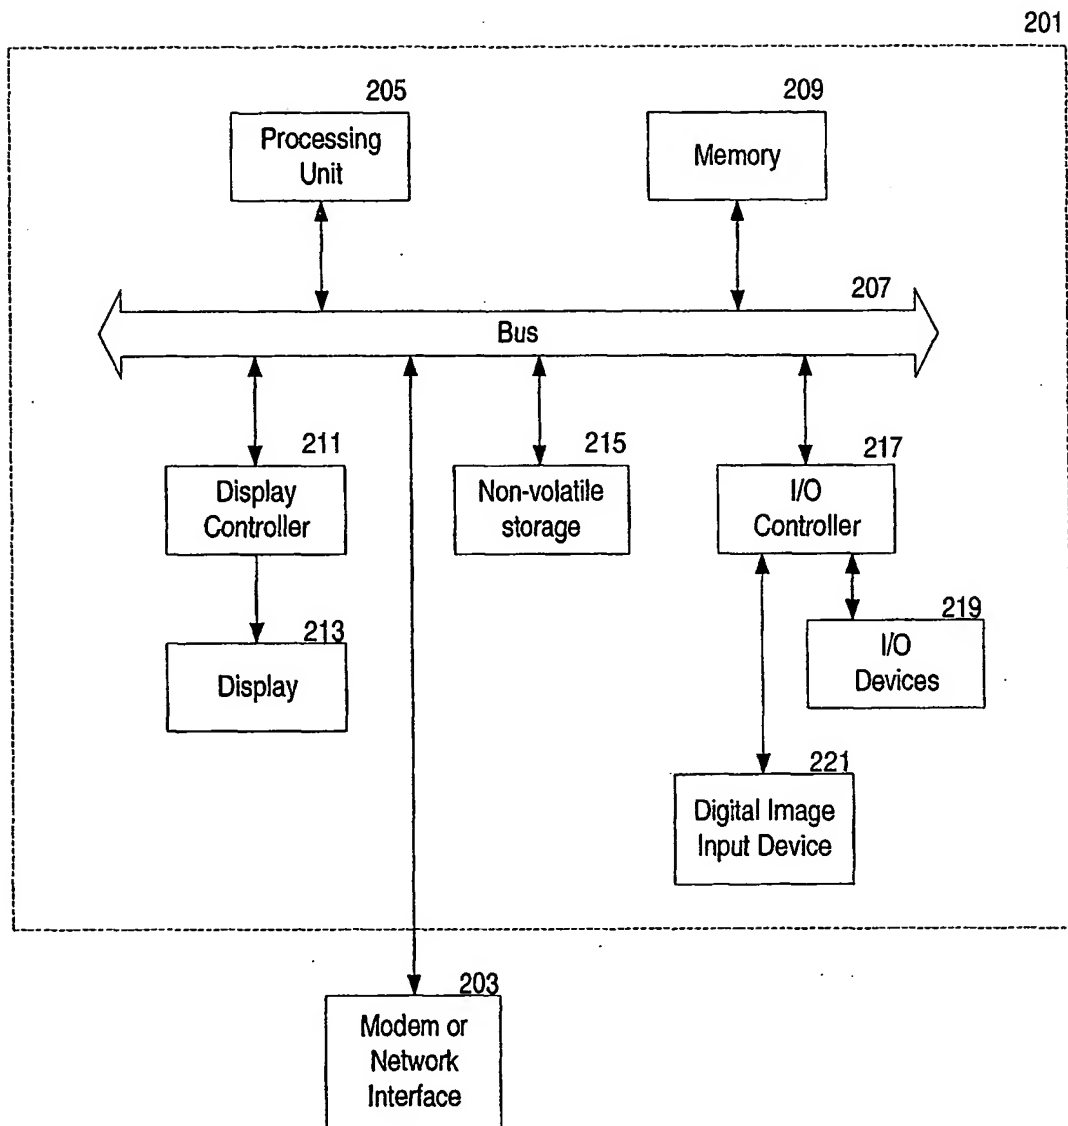 201
205
Processing
Unit
209
Memory
207
Bus
211
Display
Controller
215
Non-volatile
storage
217
I/O
Controller
213
Display
219
I/O
Devices
221
Digital Image
Input Device
203
Modem or
Network
Interface